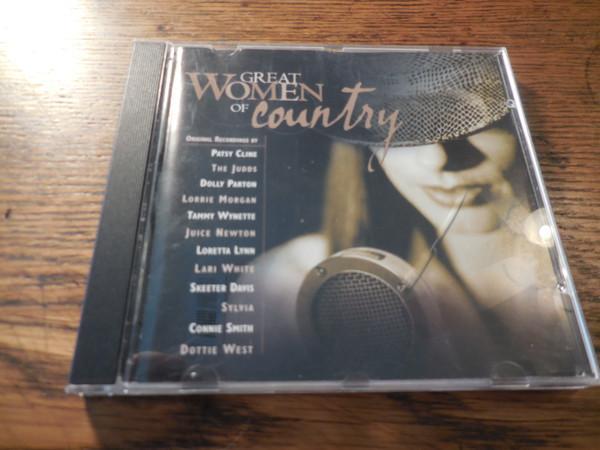 GREAT
WOMEN
OF country
ORIGINAL RECORDINGS BY
PATSY CLINE
THE JUDDS
DOLLY PARTON
LORRIE MORGAN
TAMMY WYNETTE
JUICE NEWTON
LORETTA LYNN
LARI WHITE
SKEETER DAVIS
SYLVIA
CONNIE SMITH
DOTTIE WEST